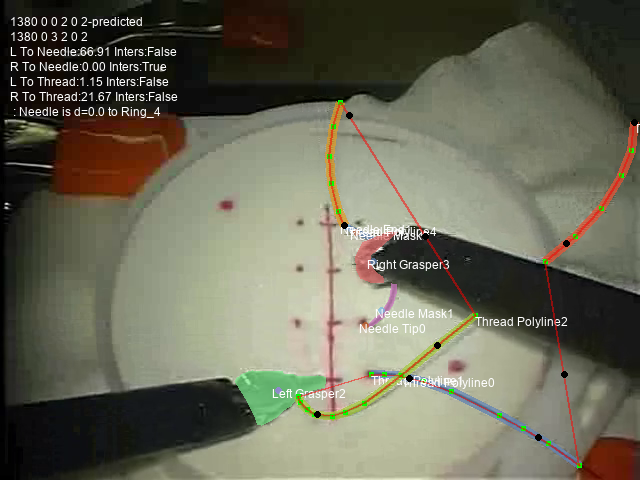 1380 0 0 2 0 2-predicted
1380 0 3 2 0 2
L To Needle:66.91 Inters:False
R To Needle:0.00 Inters:True
L To Thread:1.15 Inters:False
R To Thread:21.67 Inters:False
: Needle is d=0.0 to Ring_4
Needle Mask
Right Grasper3
Needle Mask1
Thread Polyline2
Needle Tip0
Thread Polyline0
Left Grasper2